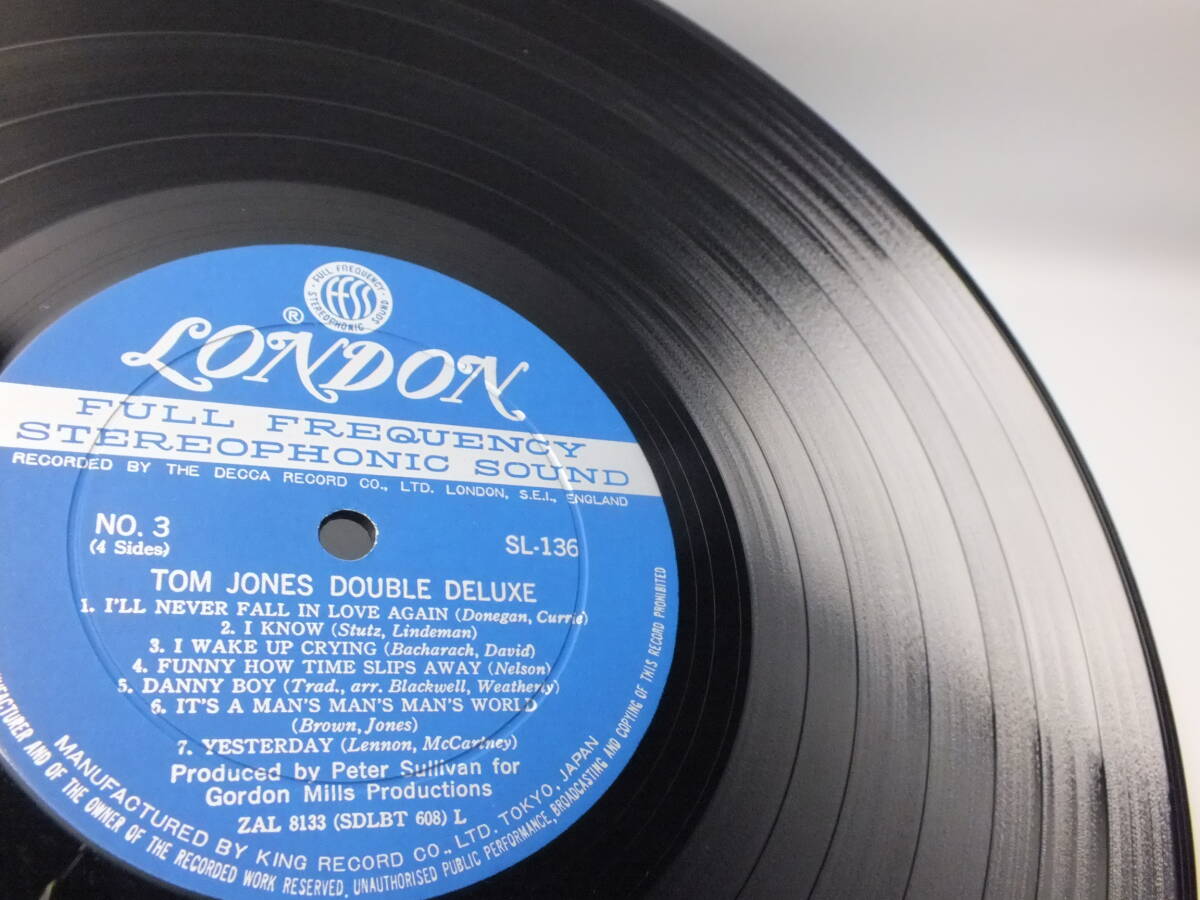 FULL FREQUENCY
ffss
STEREOPHONIC SOUND
®
LONDON
FULL FREQUENCY
STEREOPHONIC SOUND
RECORDED BY THE DECCA RECORD CO., LTD. LONDON, S.E.I., ENGLAND
NO. 3
(4 Sides)
SL-136
TOM JONES DOUBLE DELUXE
1. I'LL NEVER FALL IN LOVE AGAIN (Donegan, Currie)
2. I KNOW (Stutz, Lindeman)
3. I WAKE UP CRYING (Bacharach, David)
4. FUNNY HOW TIME SLIPS AWAY (Nelson)
5. DANNY BOY (Trad., arr. Blackwell, Weatherly)
6. IT'S A MAN'S MAN'S MAN'S WORLD
(Brown, Jones)
7. YESTERDAY (Lennon, McCartney)
Produced by Peter Sullivan for
Gordon Mills Productions
ZAL 8133 (SDLBT 608) L
MANUFACTURED BY KING RECORD CO., LTD. TOKYO, JAPAN
AND OF THE OWNER OF THE RECORDED WORK RESERVED, UNAUTHORISED PUBLIC PERFORMANCE, BROADCASTING AND COPYING OF THIS RECORD PROHIBITED